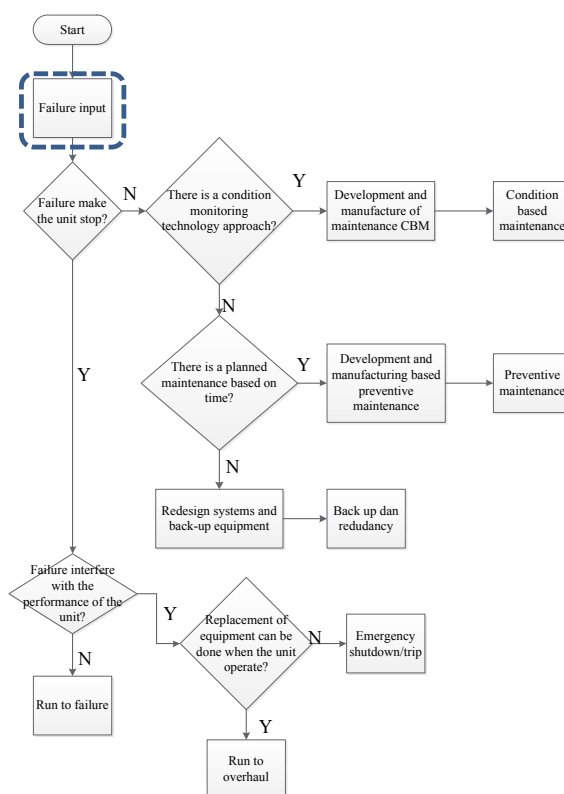 Start
Failure input
Failure make
the unit stop?
N
There is a condition
monitoring
technology approach?
Y
Development and
manufacture of
maintenance CBM
Condition
based
maintenance
N
There is a planned
maintenance based on
time?
Y
Development and
manufacturing based
preventive
maintenance
Preventive
maintenance
Y
N
Redesign systems and
back-up equipment
Back up dan
redudancy
Failure interfere
with the
performance of the
unit?
Y
Replacement of
equipment can be
done when the unit
operate?
N
Emergency
shutdown/trip
N
Run to failure
Y
Run to
overhaul